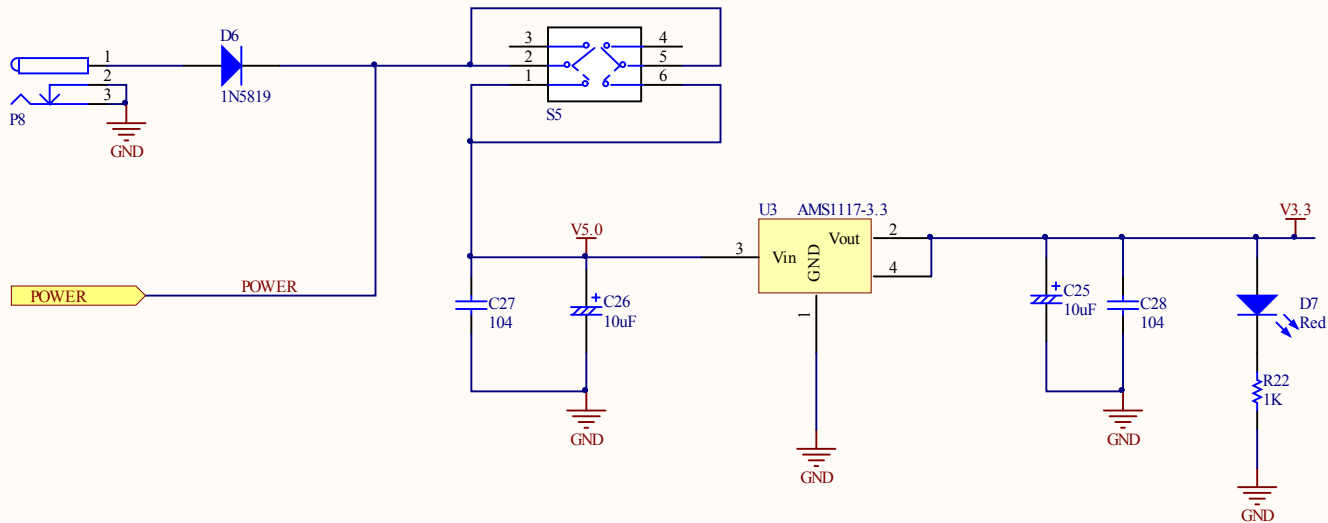 D6
1N5819
1
2
3
P8
GND
3
2
1
4
5
6
S5
POWER
POWER
V5.0
C27
104
C26
10uF
GND
U3 AMS1117-3.3
3
Vin
GND
Vout
2
4
1
GND
V3.3
C25
10uF
C28
104
GND
D7
Red
R22
1K
GND